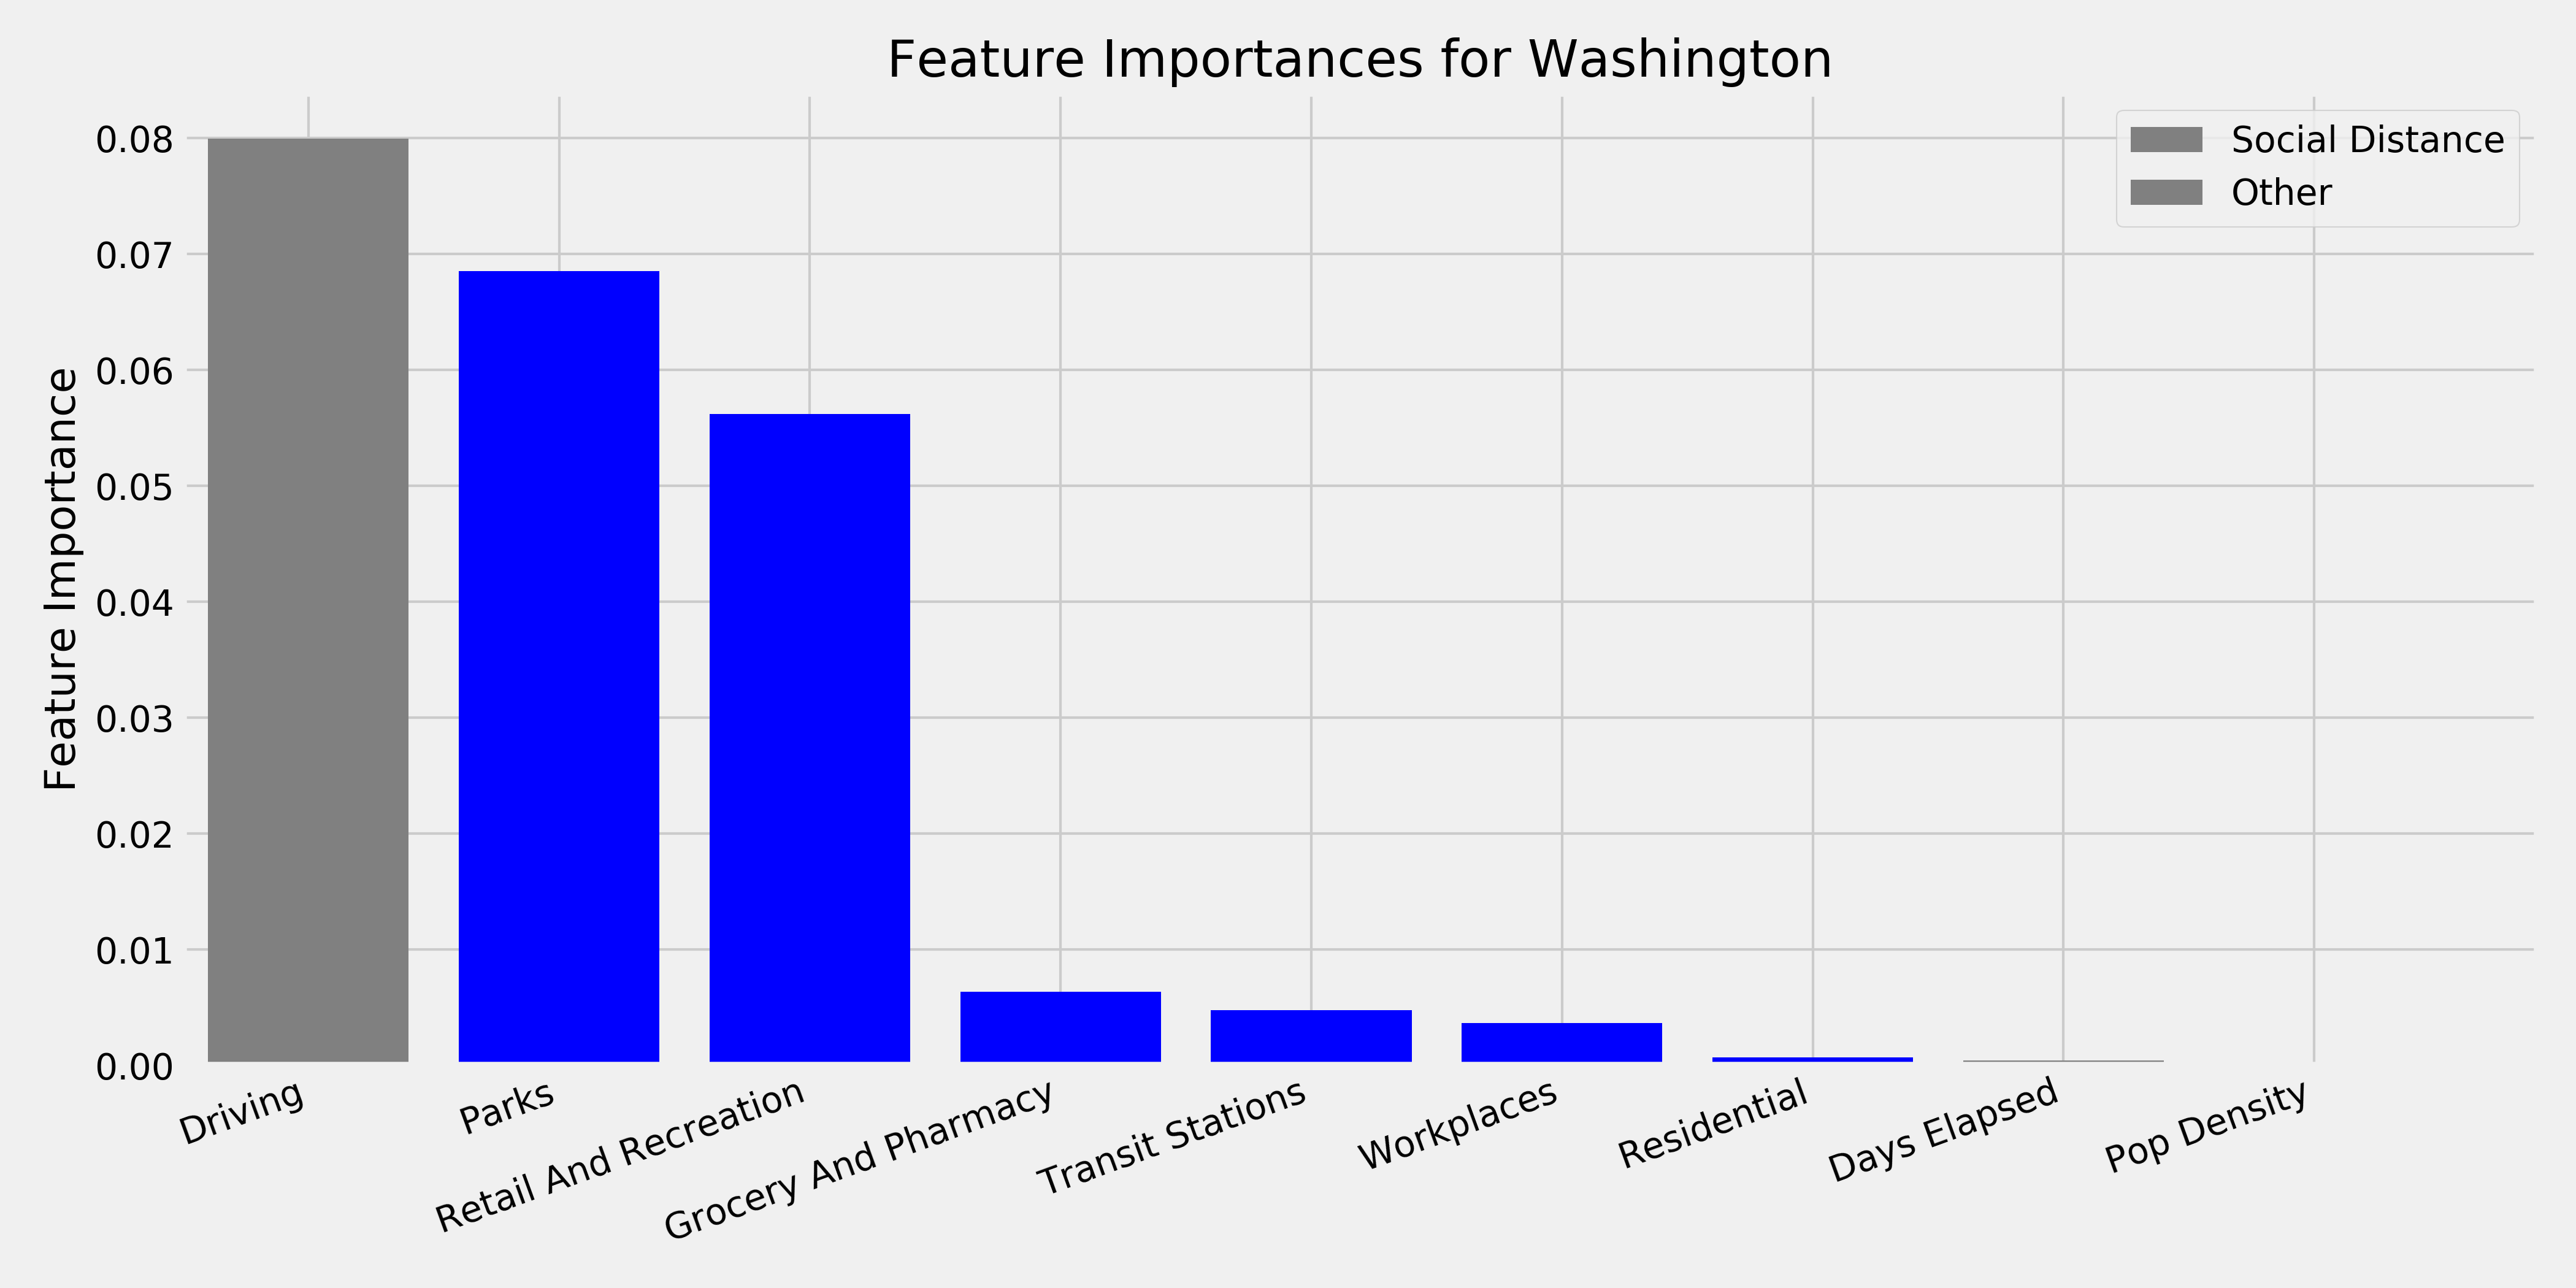 Feature Importances for Washington
Social Distance
Other
Feature Importance
0.08
0.07
0.06
0.05
0.04
0.03
0.02
0.01
0.00
Driving
Parks
Retail And Recreation
Grocery And Pharmacy
Transit Stations
Workplaces
Residential
Days Elapsed
Pop Density